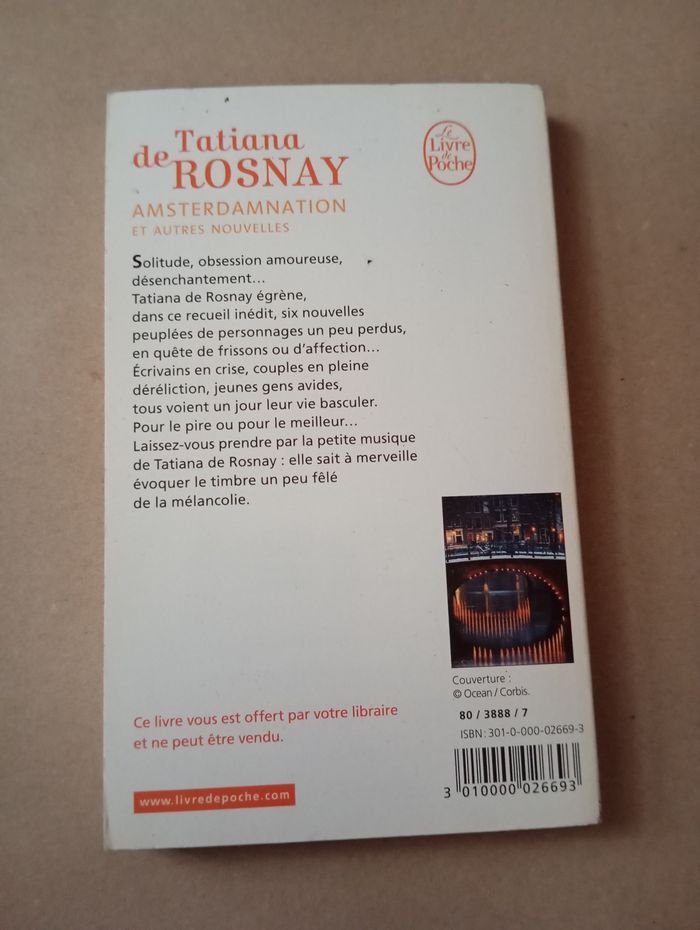 Tatiana
de ROSNAY
AMSTERDAMNATION
ET AUTRES NOUVELLES
Le
Livre
de
Poche
Solitude, obsession amoureuse,
désenchantement...
Tatiana de Rosnay égrène,
dans ce recueil inédit, six nouvelles
peuplées de personnages un peu perdus,
en quête de frissons ou d'affection...
Écrivains en crise, couples en pleine
déréliction, jeunes gens avides,
tous voient un jour leur vie basculer.
Pour le pire ou pour le meilleur...
Laissez-vous prendre par la petite musique
de Tatiana de Rosnay : elle sait à merveille
évoquer le timbre un peu fêlé
de la mélancolie.
Couverture :
© Ocean / Corbis.
80 / 3888 / 7
ISBN: 301-0-000-02669-3
3 010000 026693
Ce livre vous est offert par votre libraire
et ne peut être vendu.
www.livredepoche.com